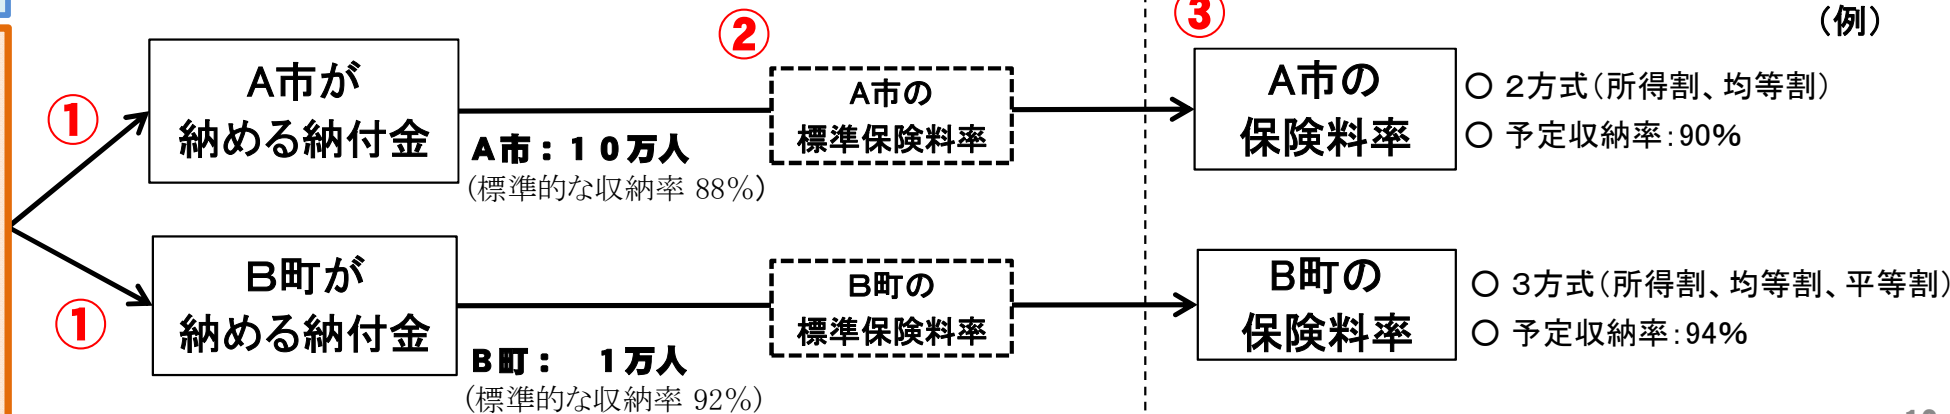 ③
（例）
②
①
A市が
納める納付金
A市の
標準保険料率
A市の
保険料率
○ ２方式（所得割、均等割）
○ 予定収納率：90％
A市：１０万人
（標準的な収納率 88％）
①
B町が
納める納付金
B町の
標準保険料率
B町の
保険料率
○ ３方式（所得割、均等割、平等割）
○ 予定収納率：94％
B町：　１万人
（標準的な収納率 92％）